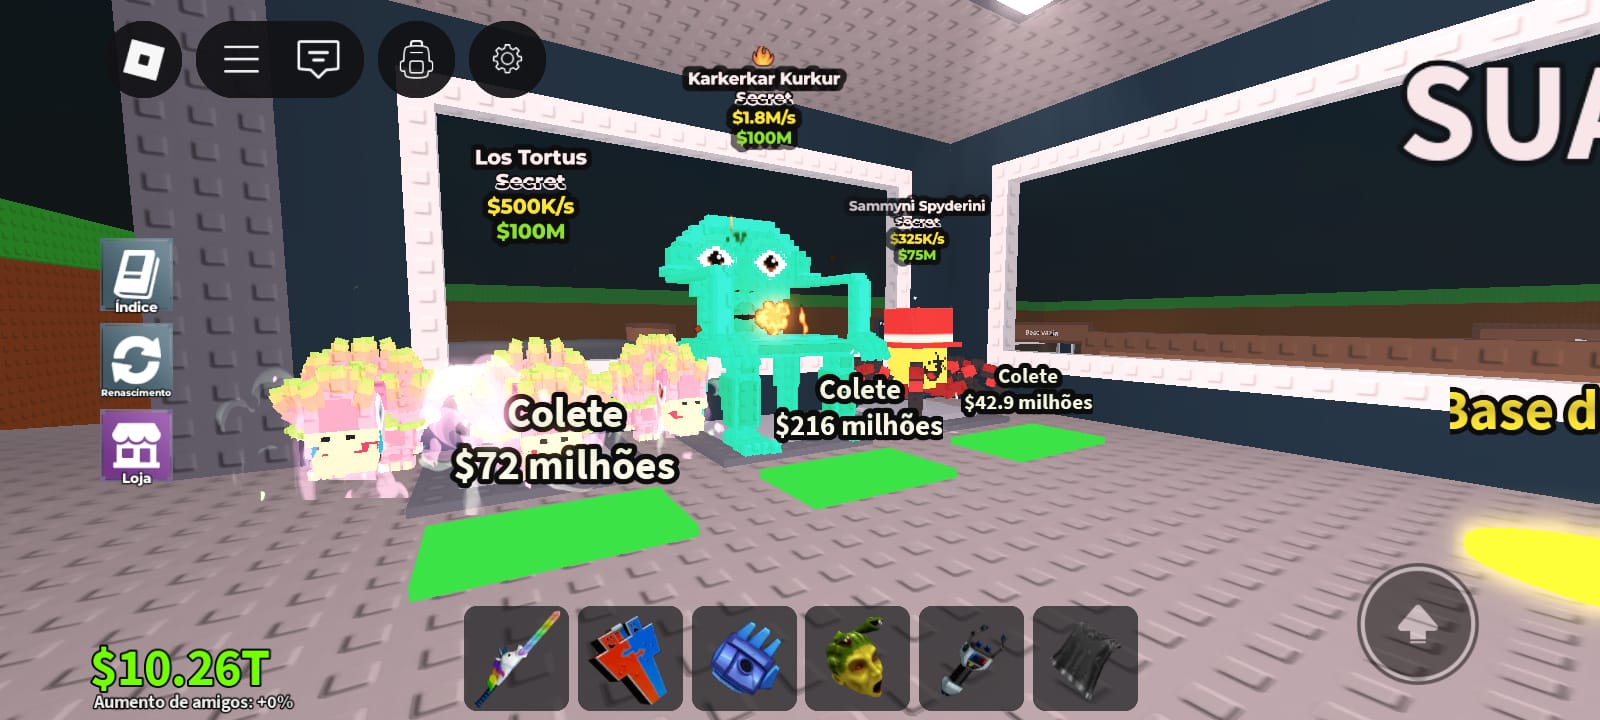 Karkerkar Kurkur
Secret
$1.8M/s
$100M
Los Tortus
Secret
$500K/s
$100M
Sammyni Spyderini
Secret
$325K/s
$75M
SUA
Índice
Renascimento
Loja
Colete
$72 milhões
Colete
$216 milhões
Colete
$42.9 milhões
Base d
$10.26T
Aumento de amigos: +0%